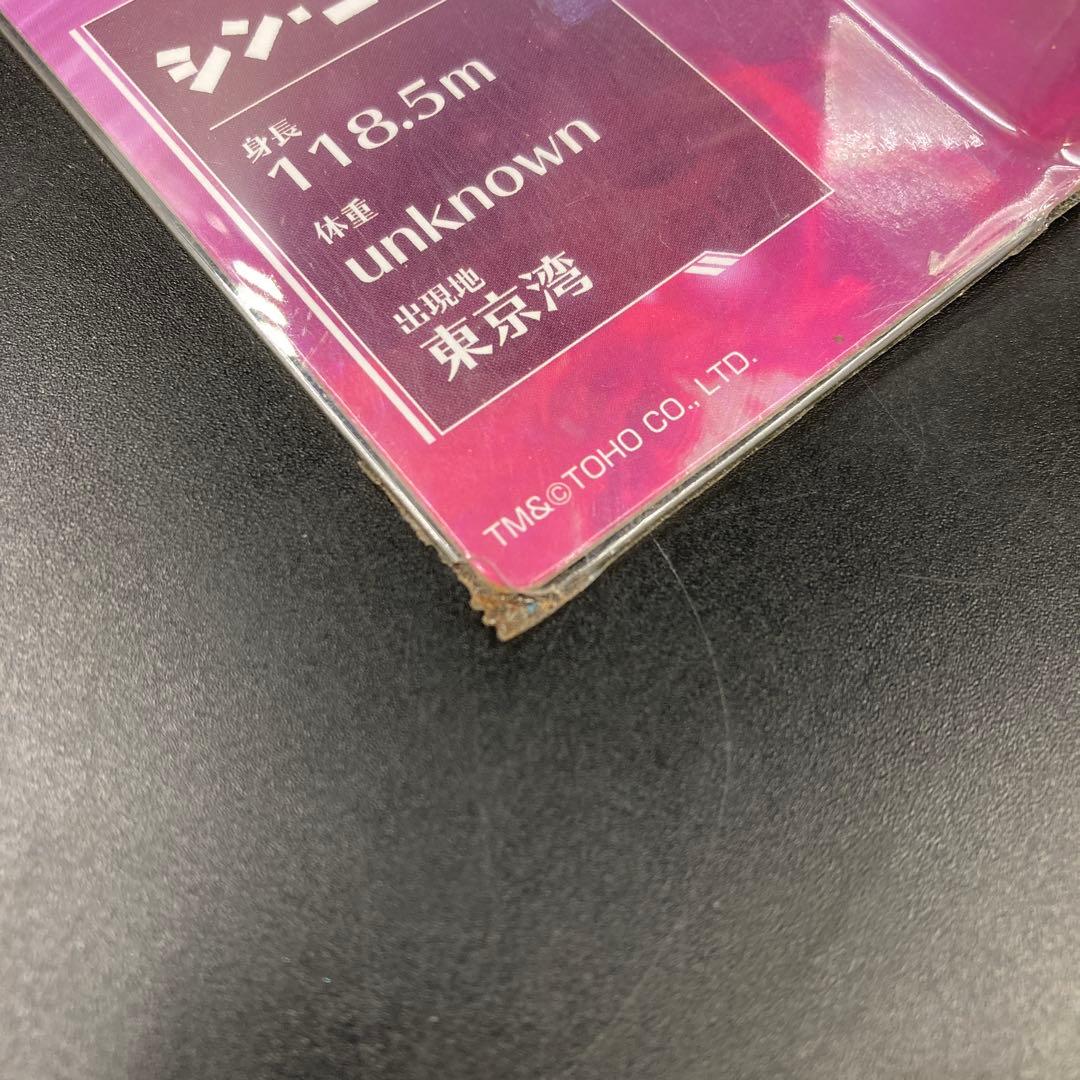 シン・
身長
118.5m
体重
unknown
出現地
東京湾
TM&©TOHO CO., LTD.